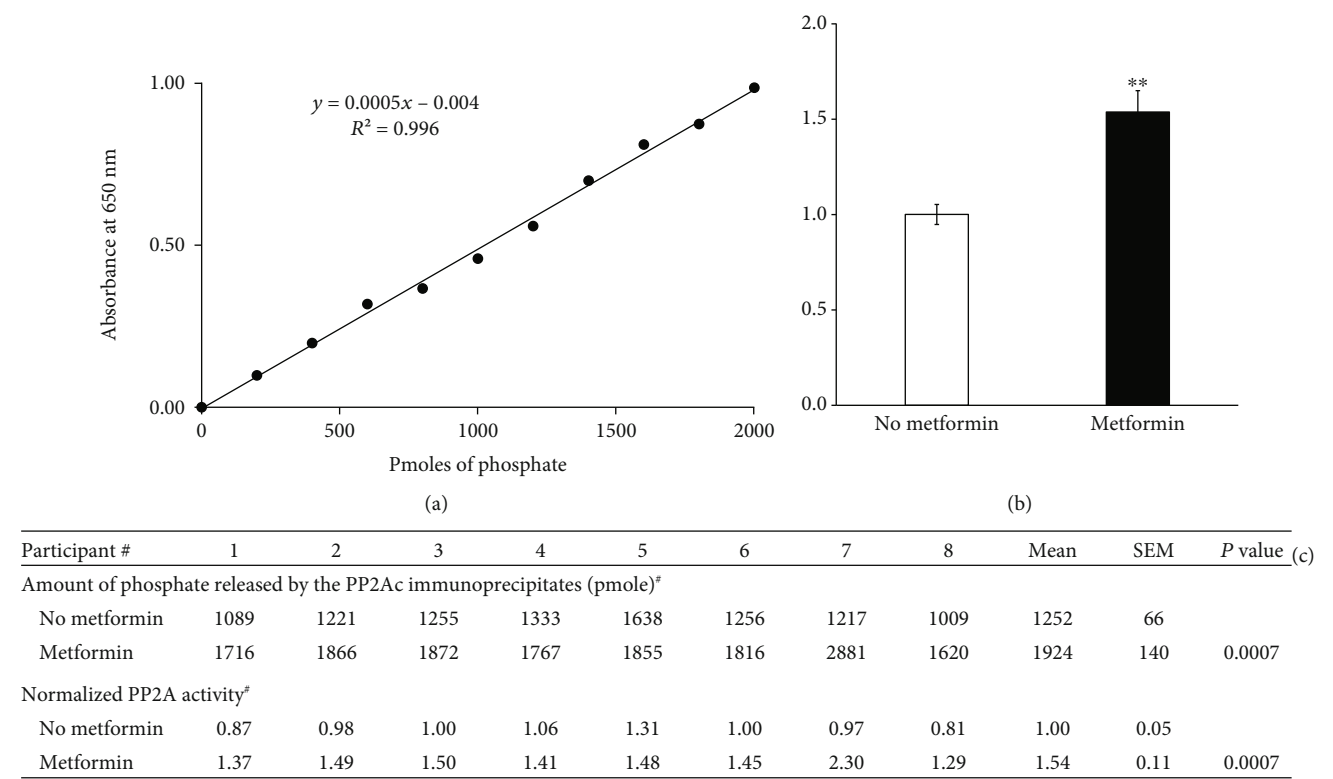 y = 0.0005x – 0.004
R² = 0.996
1.00
0.50
0.00
Absorbance at 650 nm
0
500
1000
1500
2000
Pmoles of phosphate
(a)
2.0
1.5
1.0
0.5
0.0
**
No metformin
Metformin
(b)
Participant # 1 2 3 4 5 6 7 8 Mean SEM P value
(c)
Amount of phosphate released by the PP2Ac immunoprecipitates (pmole)#
No metformin 1089 1221 1255 1333 1638 1256 1217 1009 1252 66
Metformin 1716 1866 1872 1767 1855 1816 2881 1620 1924 140 0.0007
Normalized PP2A activity#
No metformin 0.87 0.98 1.00 1.06 1.31 1.00 0.97 0.81 1.00 0.05
Metformin 1.37 1.49 1.50 1.41 1.48 1.45 2.30 1.29 1.54 0.11 0.0007